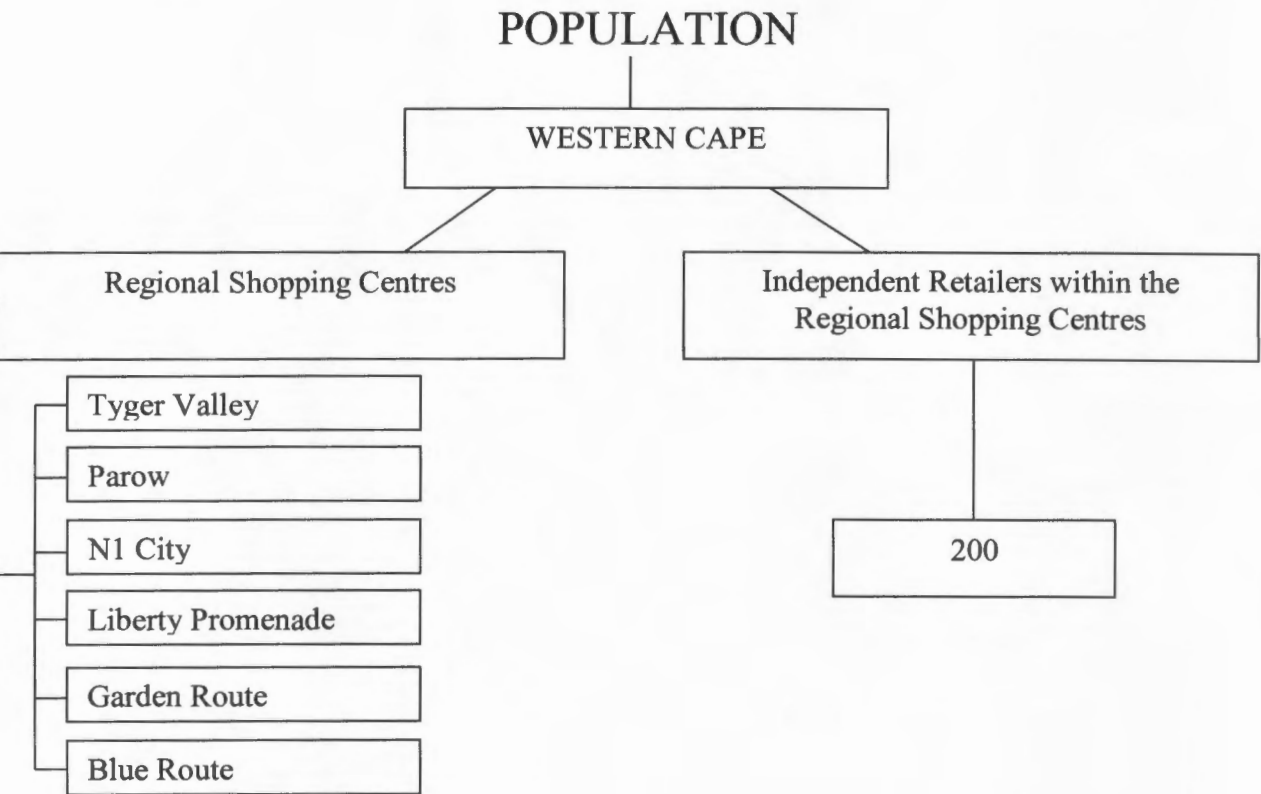 POPULATION
WESTERN CAPE
Regional Shopping Centres
Independent Retailers within the
Regional Shopping Centres
Tyger Valley
Parow
N1 City
Liberty Promenade
Garden Route
Blue Route
200